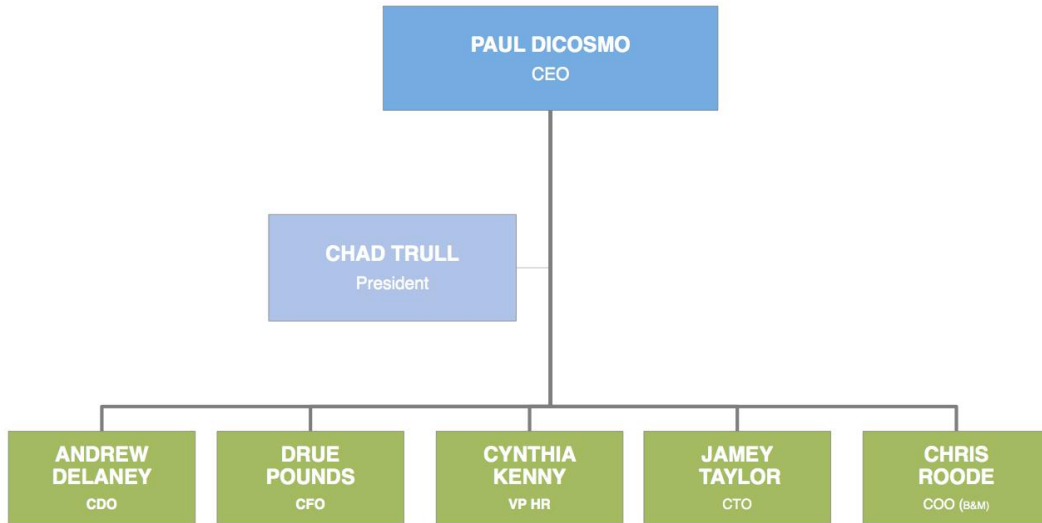 PAUL DICOSMO
CEO
CHAD TRULL
President
ANDREW
DELANEY
CDO
DRUE
POUNDS
CFO
CYNTHIA
KENNY
VP HR
JAMEY
TAYLOR
CTO
CHRIS
ROODE
COO (B&M)